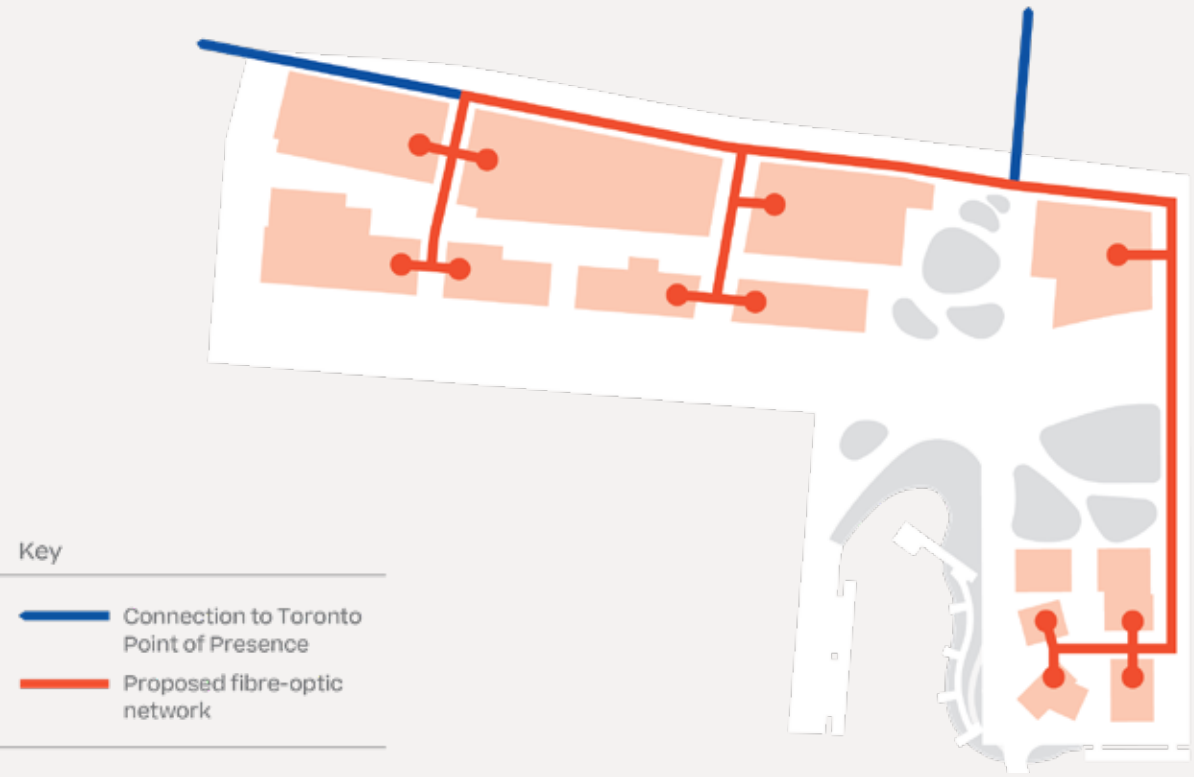 Key
Connection to Toronto
Point of Presence
Proposed fibre-optic
network